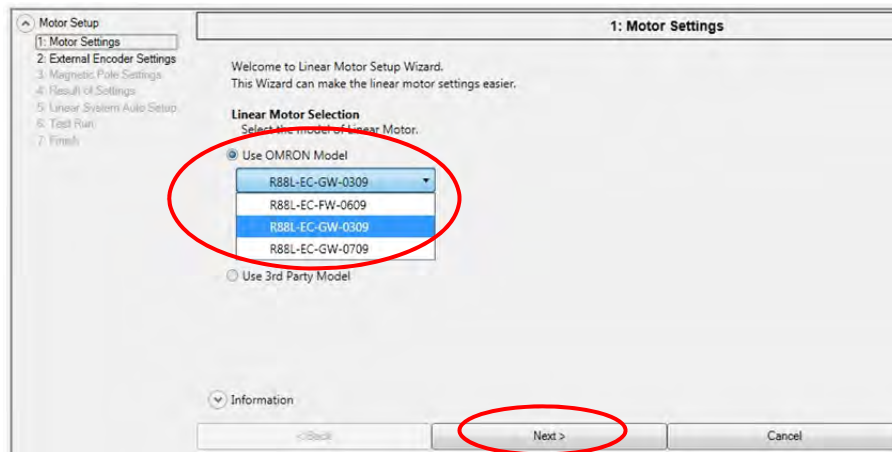 Motor Setup
1: Motor Settings
2: External Encoder Settings
3: Magnetic Pole Settings
4: Result of Settings
5: Linear System Auto Setup
6: Test Run
7: Finish
1: Motor Settings
Welcome to Linear Motor Setup Wizard.
This Wizard can make the linear motor settings easier.
Linear Motor Selection
Select the model of Linear Motor.
Use OMRON Model
R88L-EC-GW-0309
R88L-EC-FW-0609
R88L-EC-GW-0309
R88L-EC-GW-0709
Use 3rd Party Model
Information
<Back
Next >
Cancel